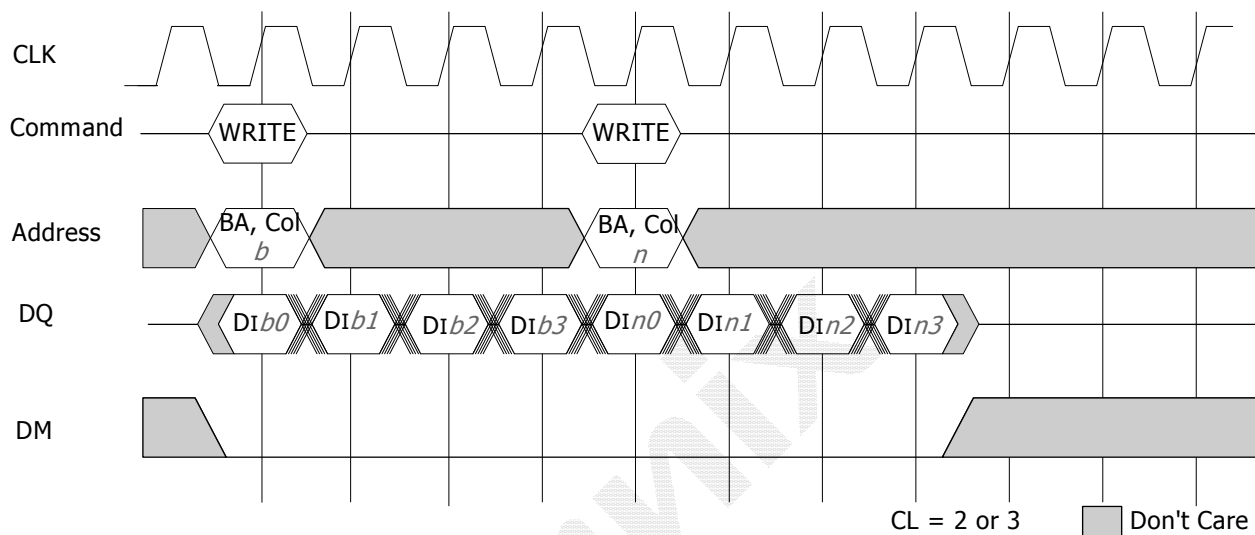 CLK
Command
WRITE
WRITE
Address
BA, Col
b
BA, Col
n
DQ
DIb0
DIb1
DIb2
DIb3
DIn0
DIn1
DIn2
DIn3
DM
CL = 2 or 3
Don't Care